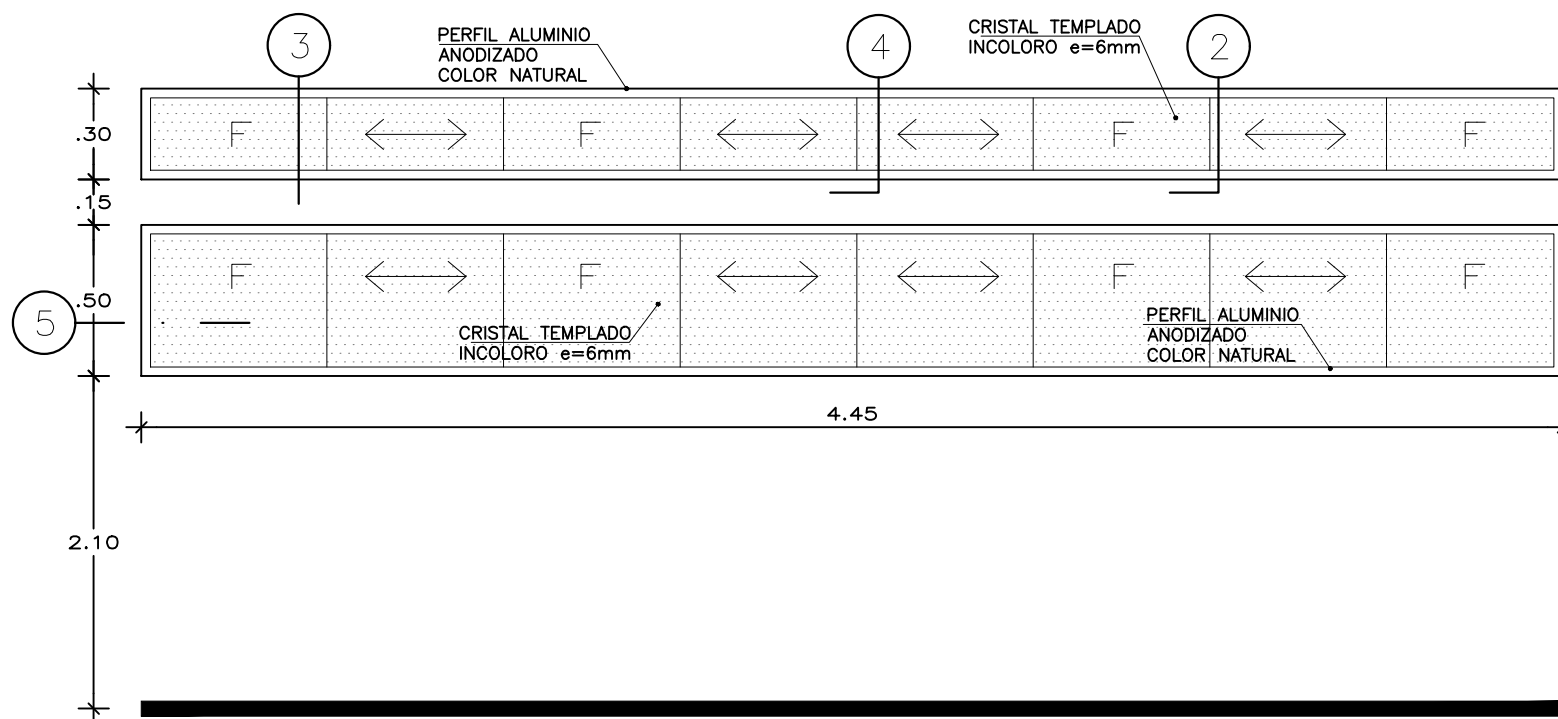 3
4
2
PERFIL ALUMINIO
ANODIZADO
COLOR NATURAL
CRISTAL TEMPLADO
INCOLORO e=6mm
.30
F
F
F
F
.15
.50
F
F
F
F
5
CRISTAL TEMPLADO
INCOLORO e=6mm
PERFIL ALUMINIO
ANODIZADO
COLOR NATURAL
4.45
2.10